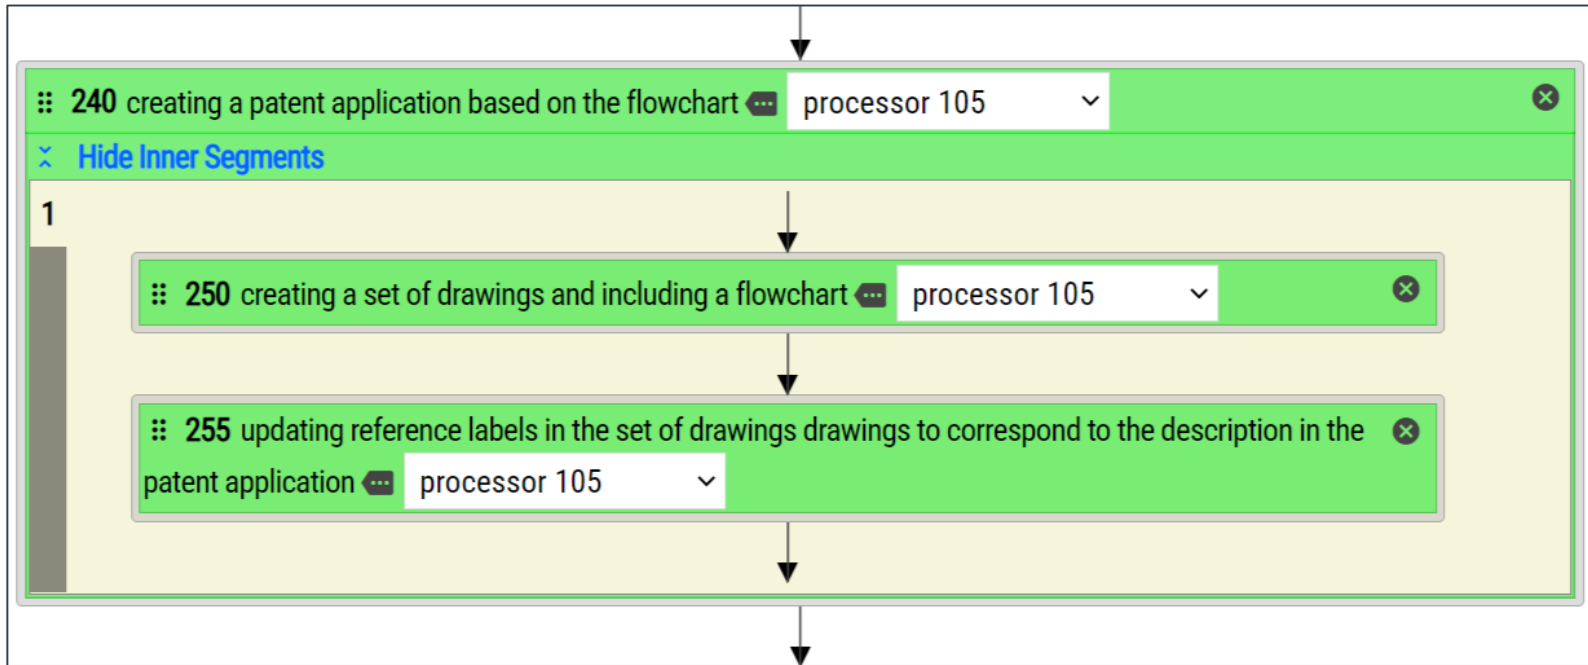 240 creating a patent application based on the flowchart processor 105
Hide Inner Segments
1
250 creating a set of drawings and including a flowchart processor 105
255 updating reference labels in the set of drawings drawings to correspond to the description in the
patent application processor 105